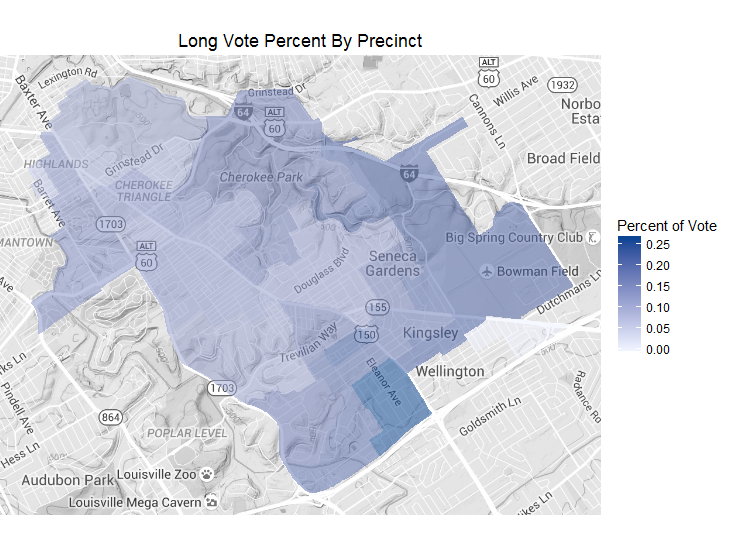 Long Vote Percent By Precinct
Lexington Rd
Baxter Ave
Grinstead Dr
64
ALT
60
ALT
60
1932
Willis Ave
Cannons Ln
Norbo
Esta
Broad Field
HIGHLANDS
Grinstead Dr
CHEROKEE
TRIANGLE
Cherokee Park
64
Barret Ave
1703
MANTOWN
ALT
60
Big Spring Country Club
Seneca
Gardens
Douglass Blvd
Bowman Field
Dutchmans Ln
155
150
Kingsley
Trevilian Way
Eleanor Ave
Wellington
rks Ln
Pindell Ave
1703
864
Goldsmith Ln
Radiance Ro
POPLAR LEVEL
Hess Ln
Audubon Park
Louisville Zoo
Louisville Mega Cavern
ikes Ln
Percent of Vote
0.25
0.20
0.15
0.10
0.05
0.00